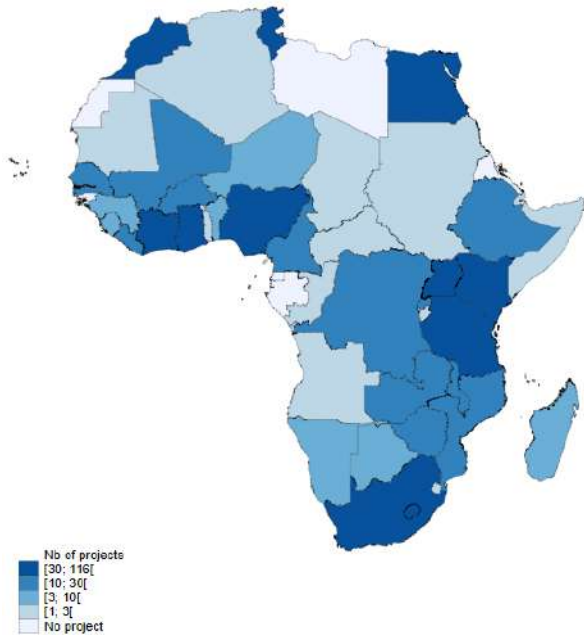 Nb of projects
[30; 116[
[10; 30[
[3; 10[
[1; 3[
No project